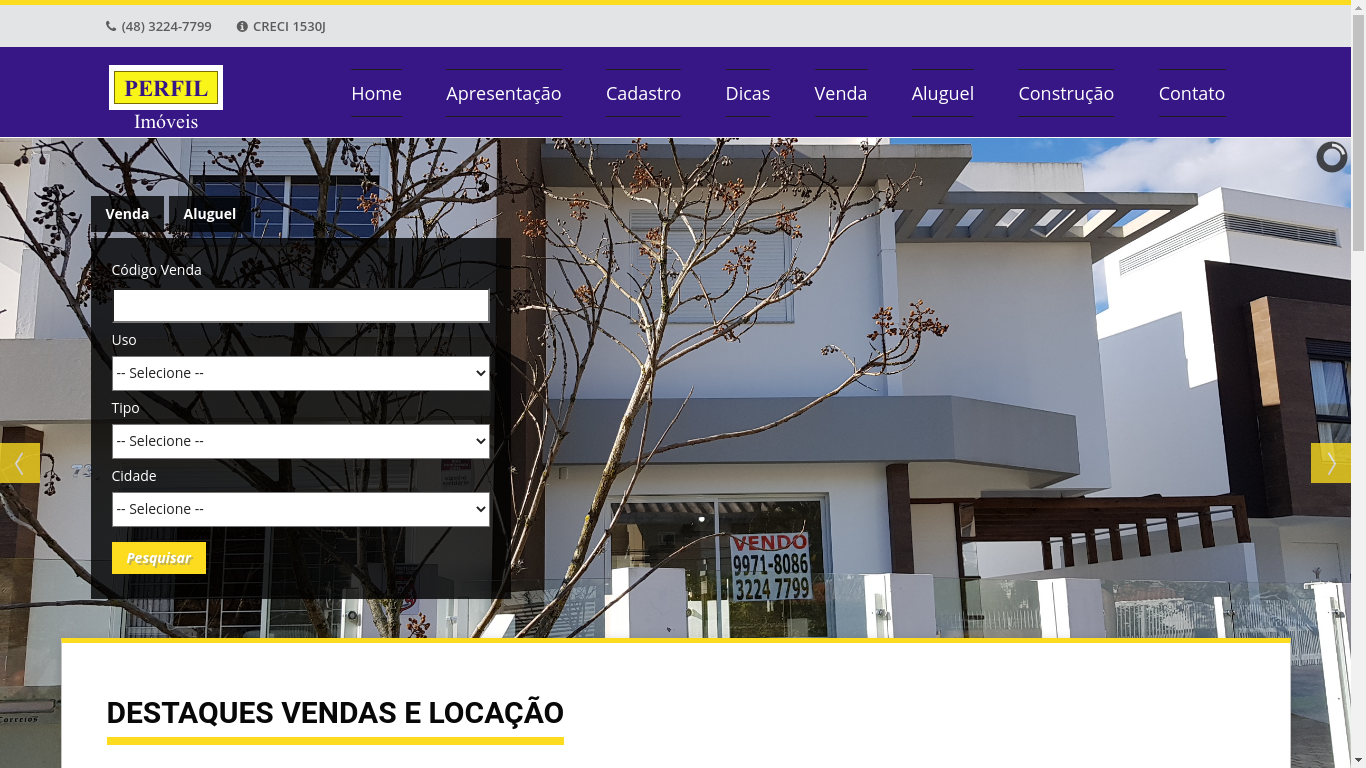 (48) 3224-7799 CRECI 1530J
PERFIL
Imóveis
Home Apresentação Cadastro Dicas Venda Aluguel Construção Contato
Venda Aluguel
Código Venda
Uso
-- Selecione --
Tipo
-- Selecione --
Cidade
-- Selecione --
Pesquisar
VENDO
9971-8086
3224 7799
Correios
DESTAQUES VENDAS E LOCAÇÃO